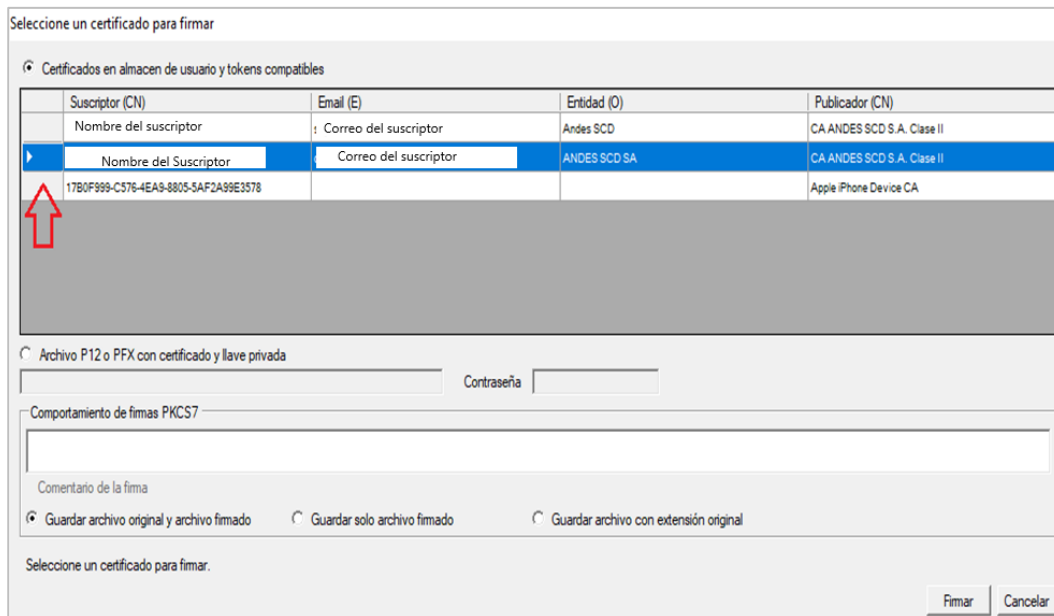 Seleccione un certificado para firmar
Certificados en almacen de usuario y tokens compatibles
Suscriptor (CN) Email (E) Entidad (O) Publicador (CN)
Nombre del suscriptor Correo del suscriptor Andes SCD CA ANDES SCD S.A. Clase II
Nombre del Suscriptor Correo del suscriptor ANDES SCD SA CA ANDES SCD S.A. Clase II
17B0F999-C576-4EA9-8805-5AF2A99E3578 Apple iPhone Device CA
Archivo P12 o PFX con certificado y llave privada
Contraseña
Comportamiento de firmas PKCS7
Comentario de la firma
Guardar archivo original y archivo firmado Guardar solo archivo firmado Guardar archivo con extensión original
Seleccione un certificado para firmar.
Firmar Cancelar